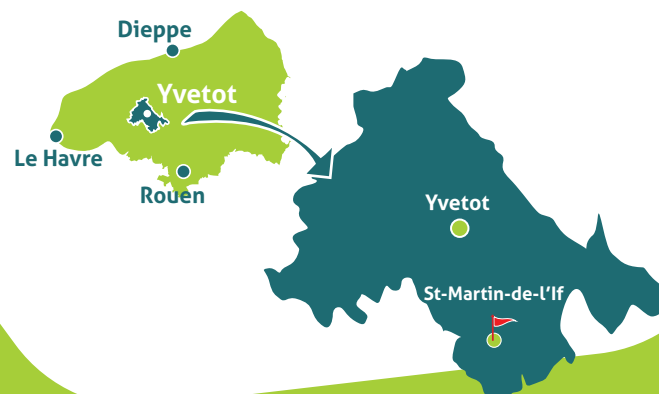 Dieppe
Yvetot
Le Havre
Rouen
Yvetot
St-Martin-de-l'If